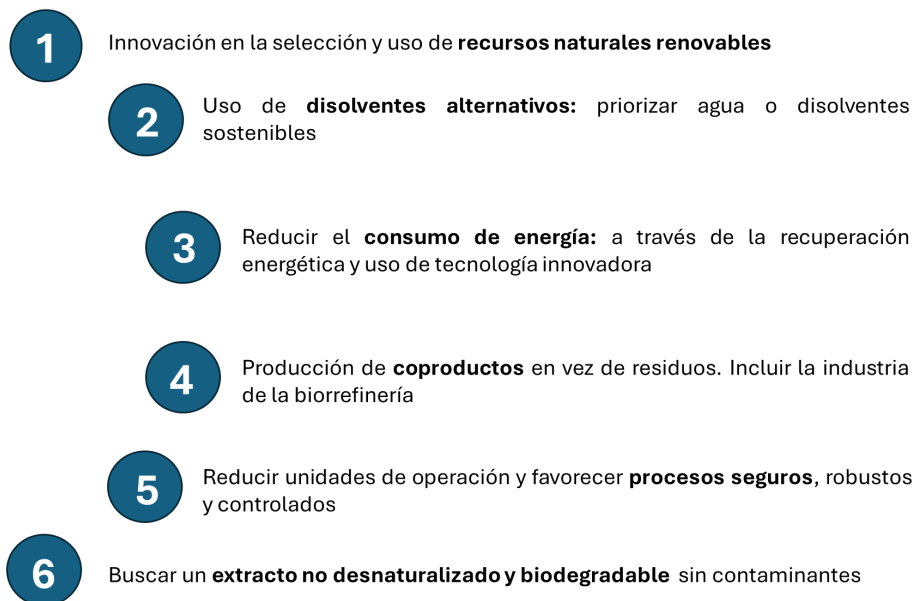 1
Innovación en la selección y uso de recursos naturales renovables
2
Uso de disolventes alternativos: priorizar agua o disolventes
sostenibles
3
Reducir el consumo de energía: a través de la recuperación
energética y uso de tecnología innovadora
4
Producción de coproductos en vez de residuos. Incluir la industria
de la biorrefinería
5
Reducir unidades de operación y favorecer procesos seguros, robustos
y controlados
6
Buscar un extracto no desnaturalizado y biodegradable sin contaminantes